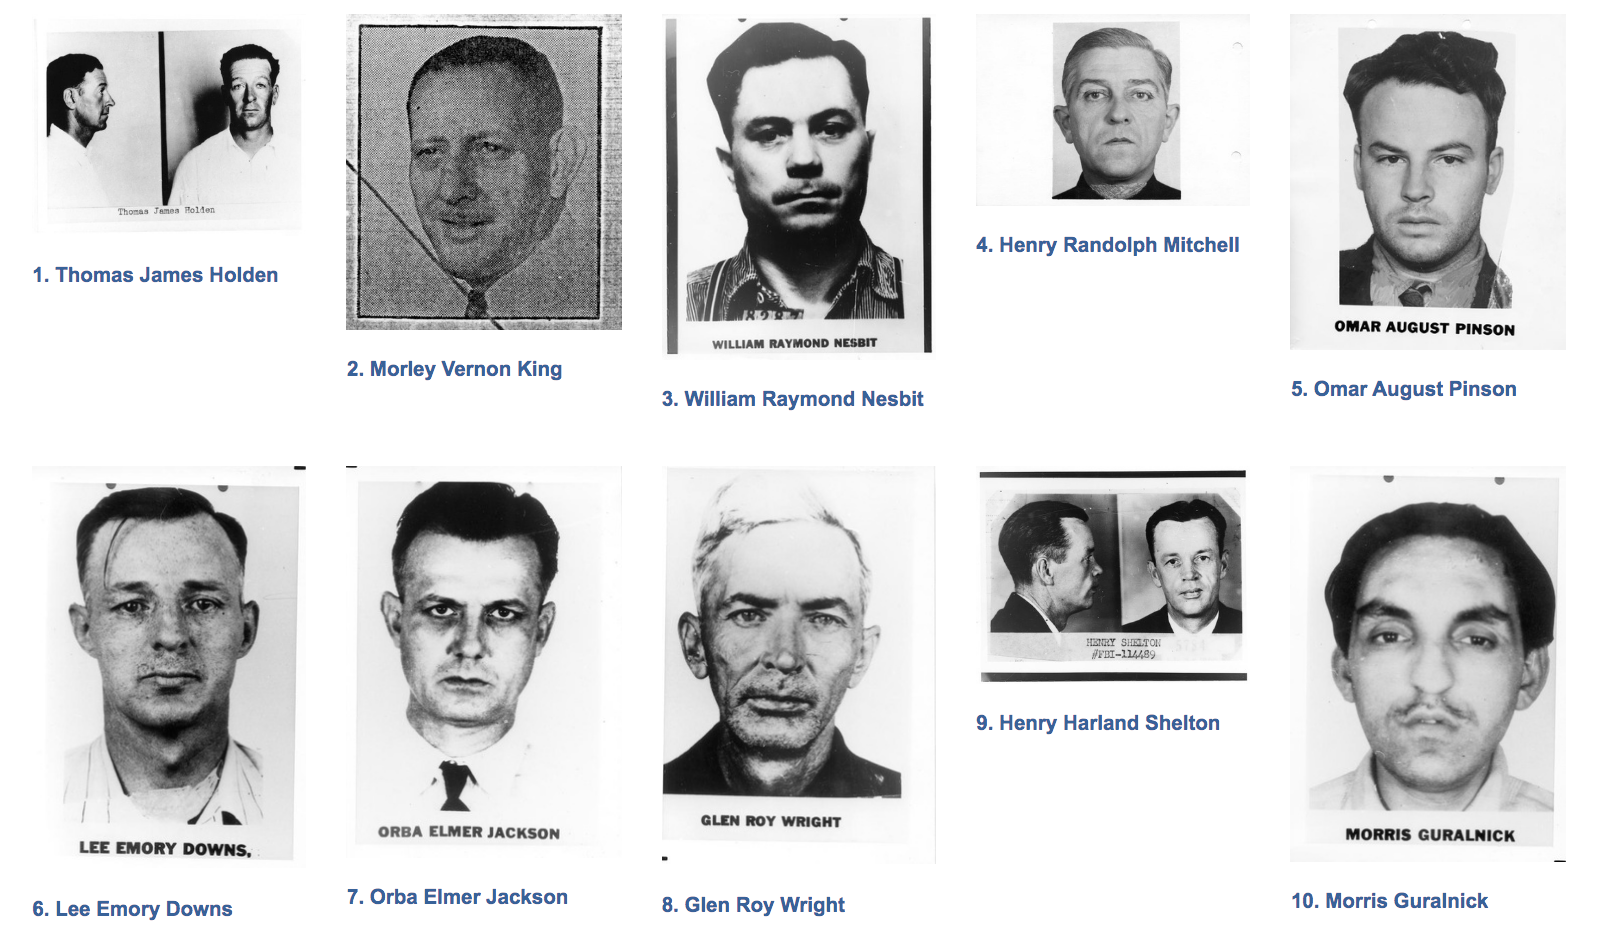 Thomas James Holden
1. Thomas James Holden
2. Morley Vernon King
WILLIAM RAYMOND NESBIT
3. William Raymond Nesbit
4. Henry Randolph Mitchell
OMAR AUGUST PINSON
5. Omar August Pinson
LEE EMORY DOWNS,
6. Lee Emory Downs
ORBA ELMER JACKSON
7. Orba Elmer Jackson
GLEN ROY WRIGHT
8. Glen Roy Wright
HENRY SHELTON
#FBI-114489
9. Henry Harland Shelton
MORRIS GURALNICK
10. Morris Guralnick